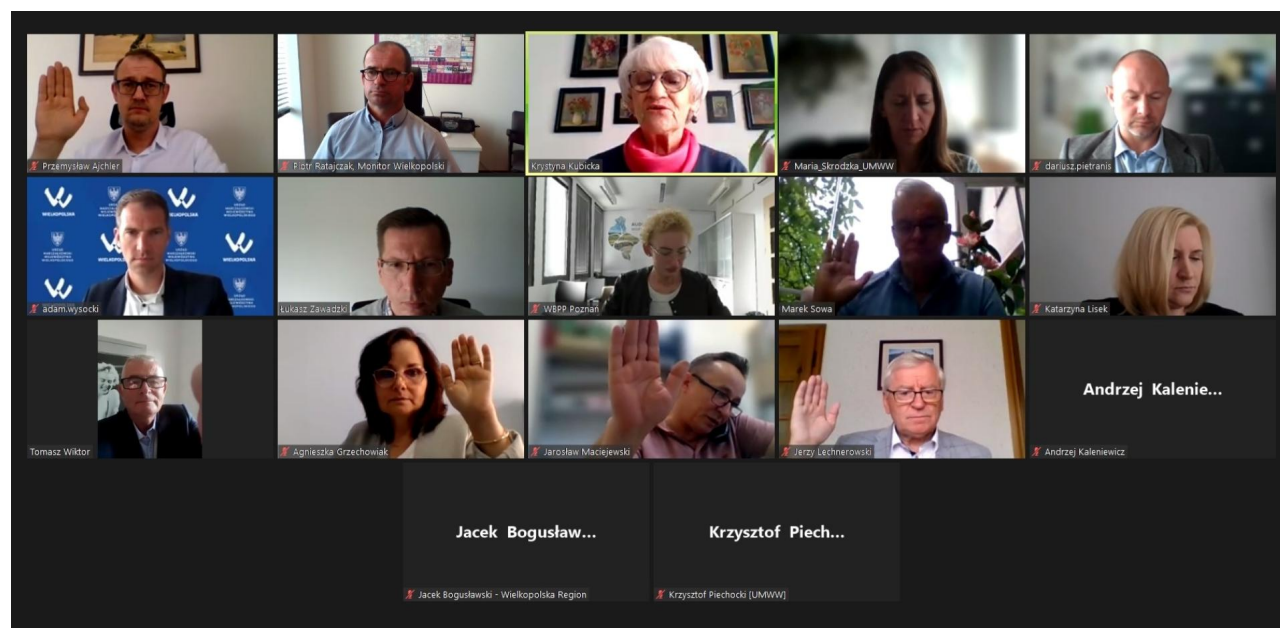 Przemysław Ajchler
Piotr Ratajczak, Monitor Wielkopolski
Krystyna Kubicka
Maria_Skrodzka_UMWW
dariusz.pietranis
WIELKOPOLSKA
adam.wysocki
Łukasz Zawadzki
WBPP Poznań
Marek Sowa
Katarzyna Lisek
Tomasz Wiktor
Agnieszka Grzechowiak
Jarosław Maciejewski
Jerzy Lechnerowski
Andrzej Kalenie...
Andrzej Kaleniewicz
Jacek Bogusław...
Jacek Bogusławski - Wielkopolska Region
Krzysztof Piech...
Krzysztof Piechocki [UMWW]